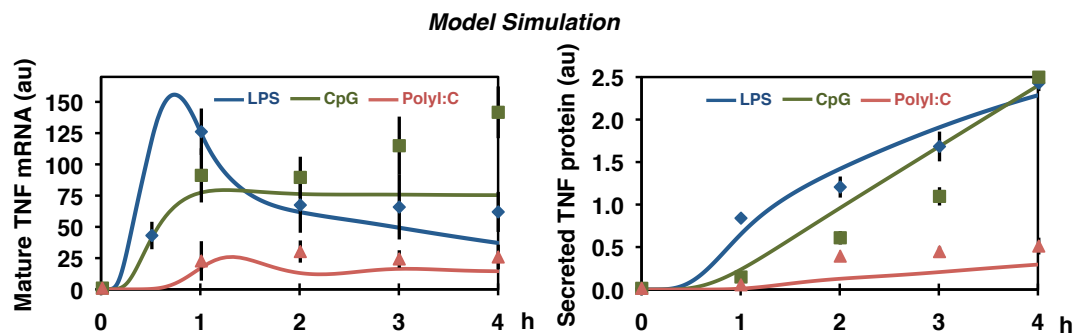 Model Simulation
Mature TNF mRNA (au)
150
125
100
75
50
25
0
LPS CpG PolyI:C
0 1 2 3 4 h
Secreted TNF protein (au)
2.5
2.0
1.5
1.0
0.5
0.0
LPS CpG PolyI:C
0 1 2 3 4 h